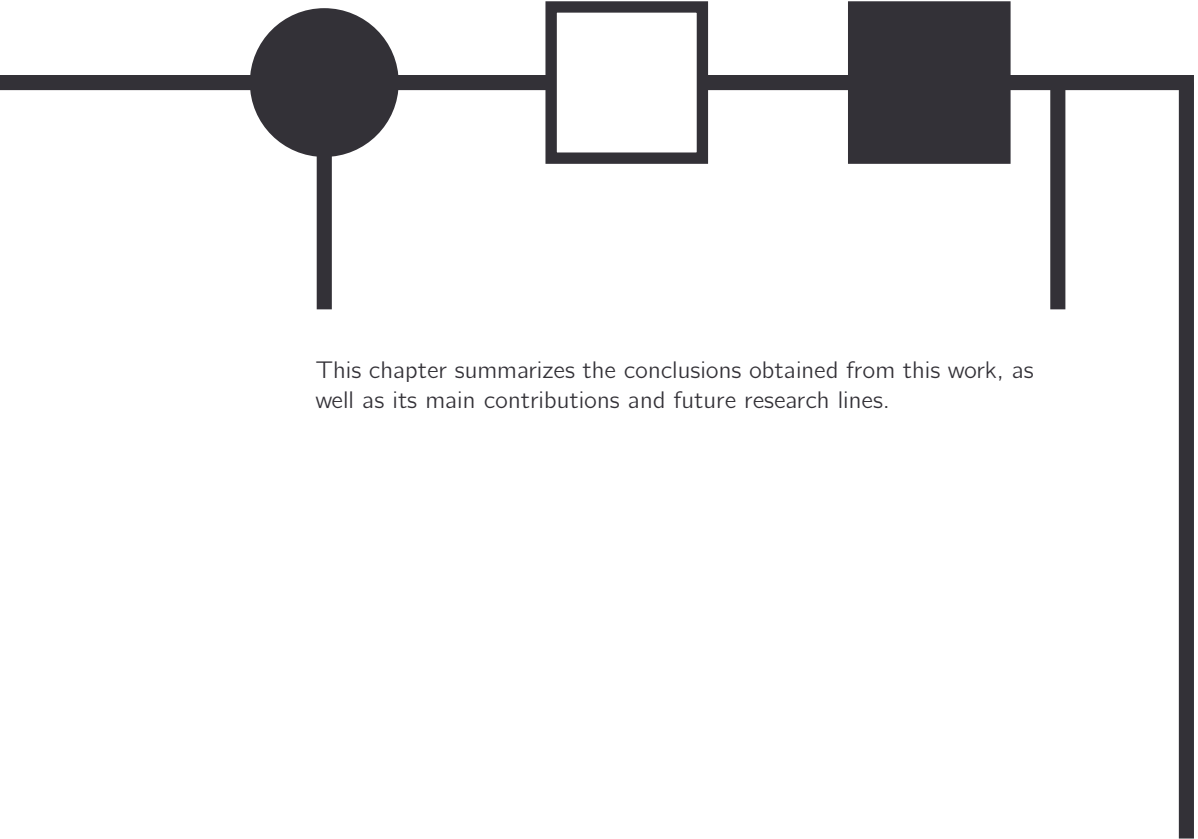 This chapter summarizes the conclusions obtained from this work, as
well as its main contributions and future research lines.